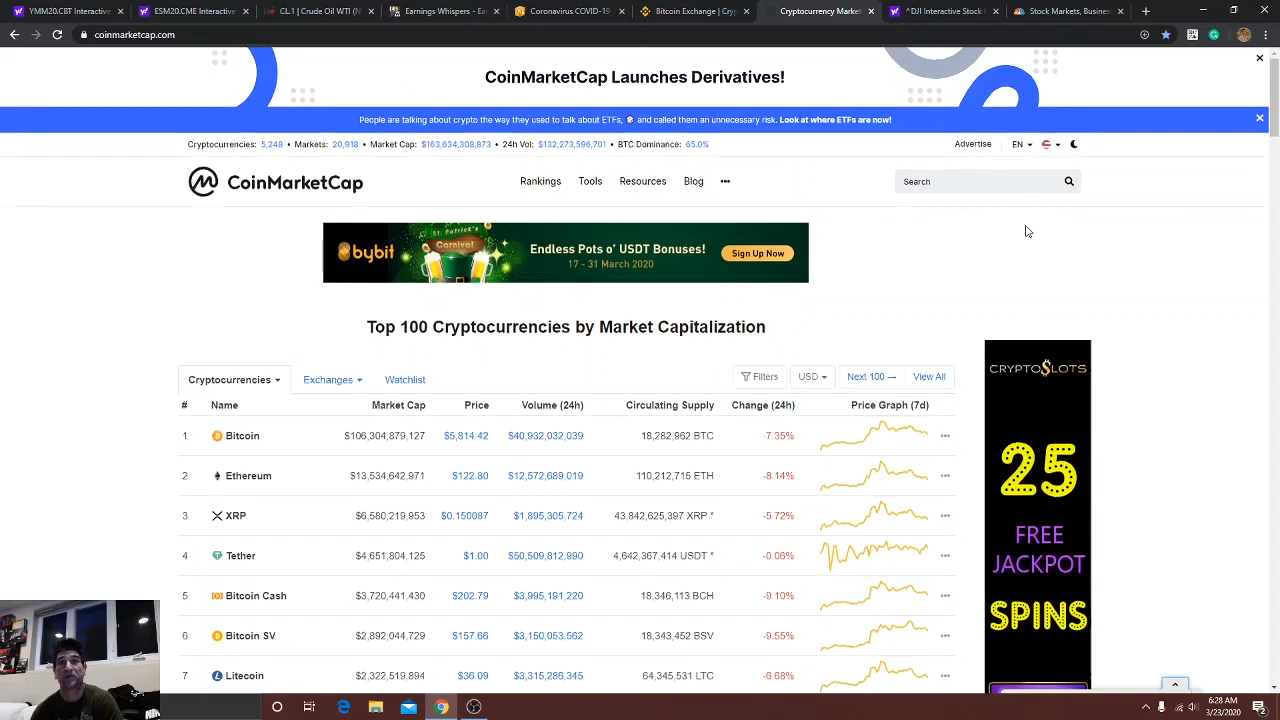 YMM20.CBT Interactive
ESM20.CME Interactive
CL1 | Crude Oil WTI (N
Earnings Whispers - Ea
Coronavirus COVID-19
Bitcoin Exchange | Cryp
Cryptocurrency Market
^DJI Interactive Stock
Stock Markets, Busines
coinmarketcap.com
CoinMarketCap Launches Derivatives!
People are talking about crypto the way they used to talk about ETFs, and called them an unnecessary risk. Look at where ETFs are now!
Cryptocurrencies: 5,248 • Markets: 20,918 • Market Cap: $163,634,308,873 • 24h Vol: $132,273,596,701 • BTC Dominance: 65.0%
Advertise EN
CoinMarketCap
Rankings Tools Resources Blog
Search
St. Patrick's
Carnival!
bybit
Endless Pots o' USDT Bonuses!
17 - 31 March 2020
Sign Up Now
Top 100 Cryptocurrencies by Market Capitalization
Cryptocurrencies Exchanges Watchlist
Filters USD Next 100 → View All
# Name Market Cap Price Volume (24h) Circulating Supply Change (24h) Price Graph (7d)
1 Bitcoin $106,304,879,127 $5,814.42 $40,932,032,039 18,282,962 BTC -7.35%
2 Ethereum $13,534,642,971 $122.80 $12,572,689,019 110,212,715 ETH -8.14%
3 XRP $6,580,219,953 $0.150087 $1,895,305,724 43,842,625,397 XRP * -5.72%
4 Tether $4,651,804,125 $1.00 $50,509,812,990 4,642,367,414 USDT * -0.06%
5 Bitcoin Cash $3,720,441,430 $202.79 $3,995,191,220 18,346,113 BCH -9.10%
6 Bitcoin SV $2,892,044,729 $157.66 $3,150,053,562 18,343,452 BSV -9.55%
Litecoin $2,322,519,894 $36.09 $3,315,286,345 64,345,531 LTC -6.68%
CRYPTOSLOTS
25
FREE
JACKPOT
SPINS
6:28 AM
3/23/2020